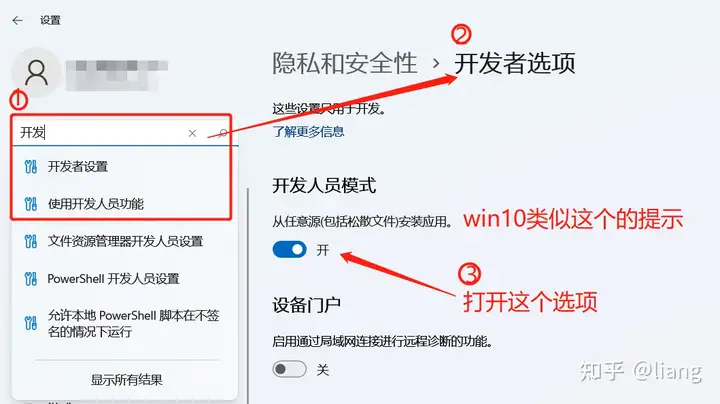 设置
①
开发
开发者设置
使用开发人员功能
文件资源管理器开发人员设置
PowerShell 开发人员设置
允许本地 PowerShell 脚本在不签
名的情况下运行
显示所有结果
②
隐私和安全性 › 开发者选项
这些设置只用于开发。
了解更多信息
开发人员模式
从任意源(包括松散文件)安装应用。
win10类似这个的提示
开
③
打开这个选项
设备门户
启用通过局域网连接进行远程诊断的功能。
关
知乎 @liang